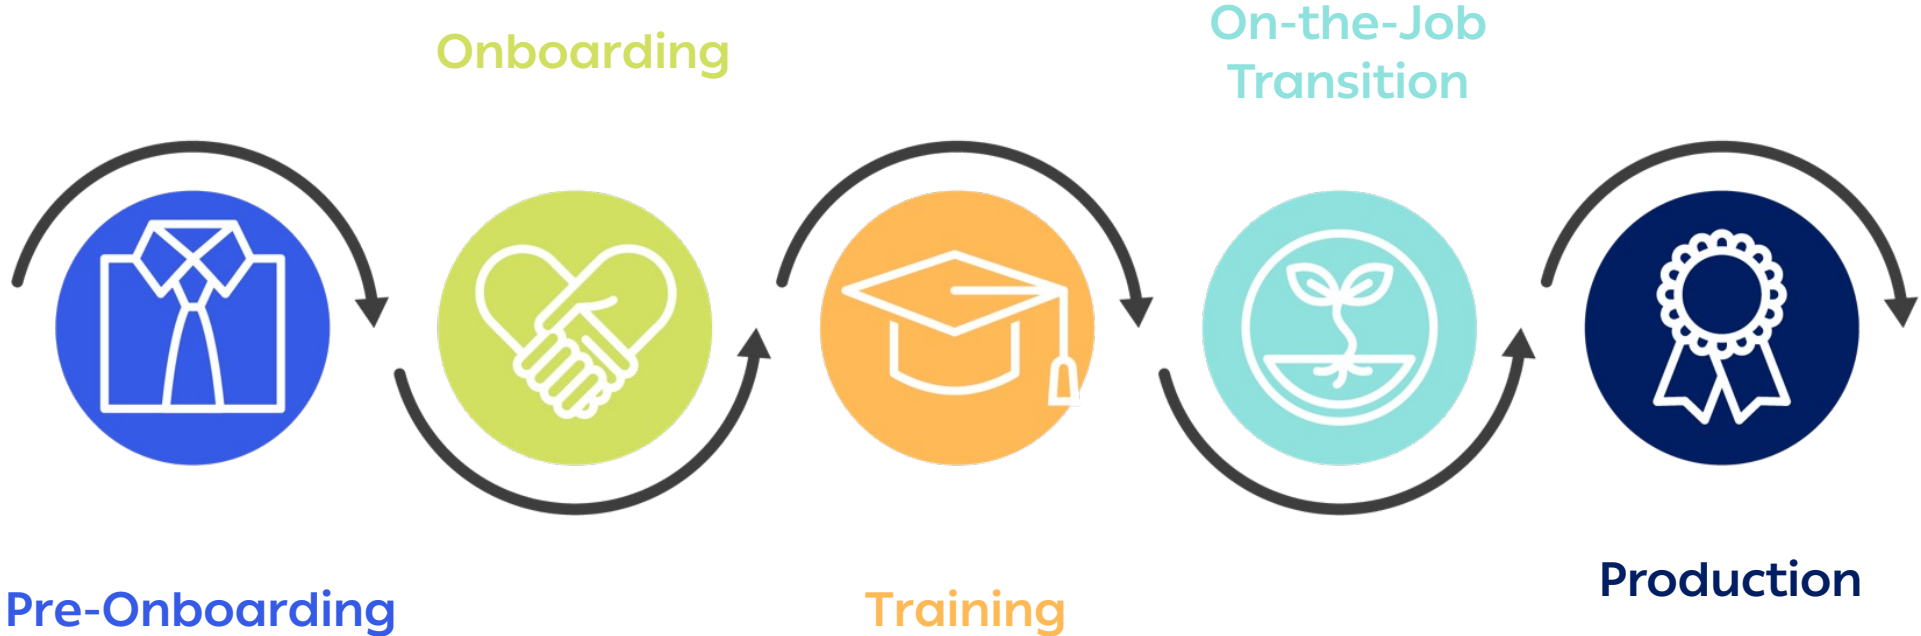 Pre-Onboarding
Onboarding
Training
On-the-Job
Transition
Production